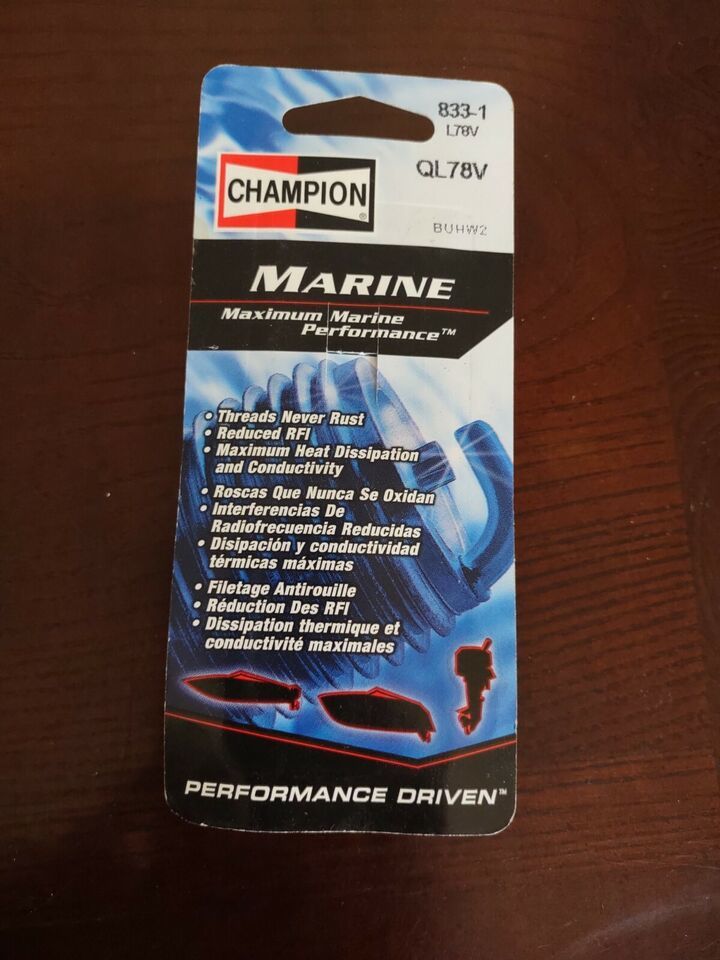 833-1
L78V
QL78V
CHAMPION®
BUHW2
MARINE
Maximum Marine
Performance™
• Threads Never Rust
• Reduced RFI
• Maximum Heat Dissipation
and Conductivity
• Roscas Que Nunca Se Oxidan
• Interferencias De
Radiofrecuencia Reducidas
• Disipación y conductividad
térmicas máximas
• Filetage Antirouille
• Réduction Des RFI
• Dissipation thermique et
conductivité maximales
PERFORMANCE DRIVEN™